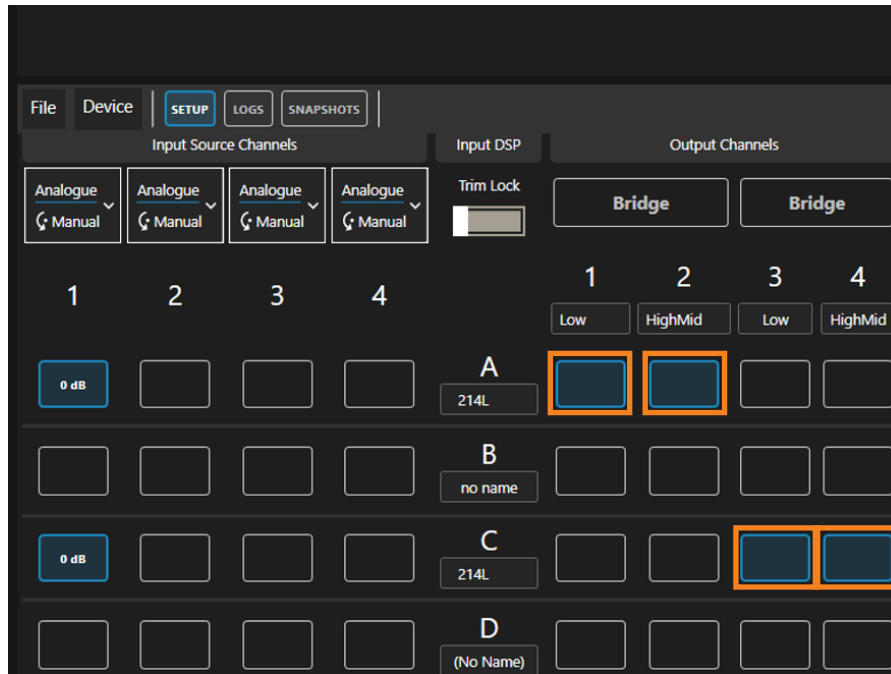 File Device SETUP LOGS SNAPSHOTS
Input Source Channels Input DSP Output Channels
Analogue Analogue Analogue Analogue Trim Lock
Manual Manual Manual Manual Bridge Bridge
1 2 3 4 1 2 3 4
Low HighMid Low HighMid
0 dB A
214L
B
no name
0 dB C
214L
D
(No Name)